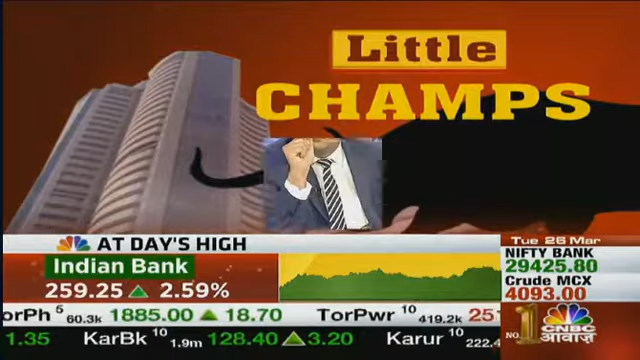 Little
CHAMPS
AT DAY'S HIGH
Indian Bank
259.25 2.59%
Tue 26 Mar
NIFTY BANK
29425.80
Crude MCX
4093.00
orPh 5 60.3k 1885.00 18.70 TorPwr 10 419.2k 251
1.35 KarBk 10 1.9m 128.40 3.20 Karur 10 222.4
NO.1 CNBC
आवाज़